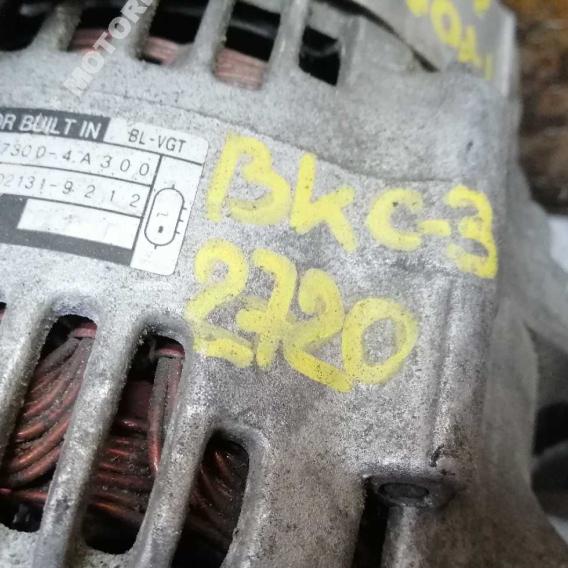 MOTOR
OR BUILT IN BL-VGT
7300-4A300
02131-9212
BKC-3
2720